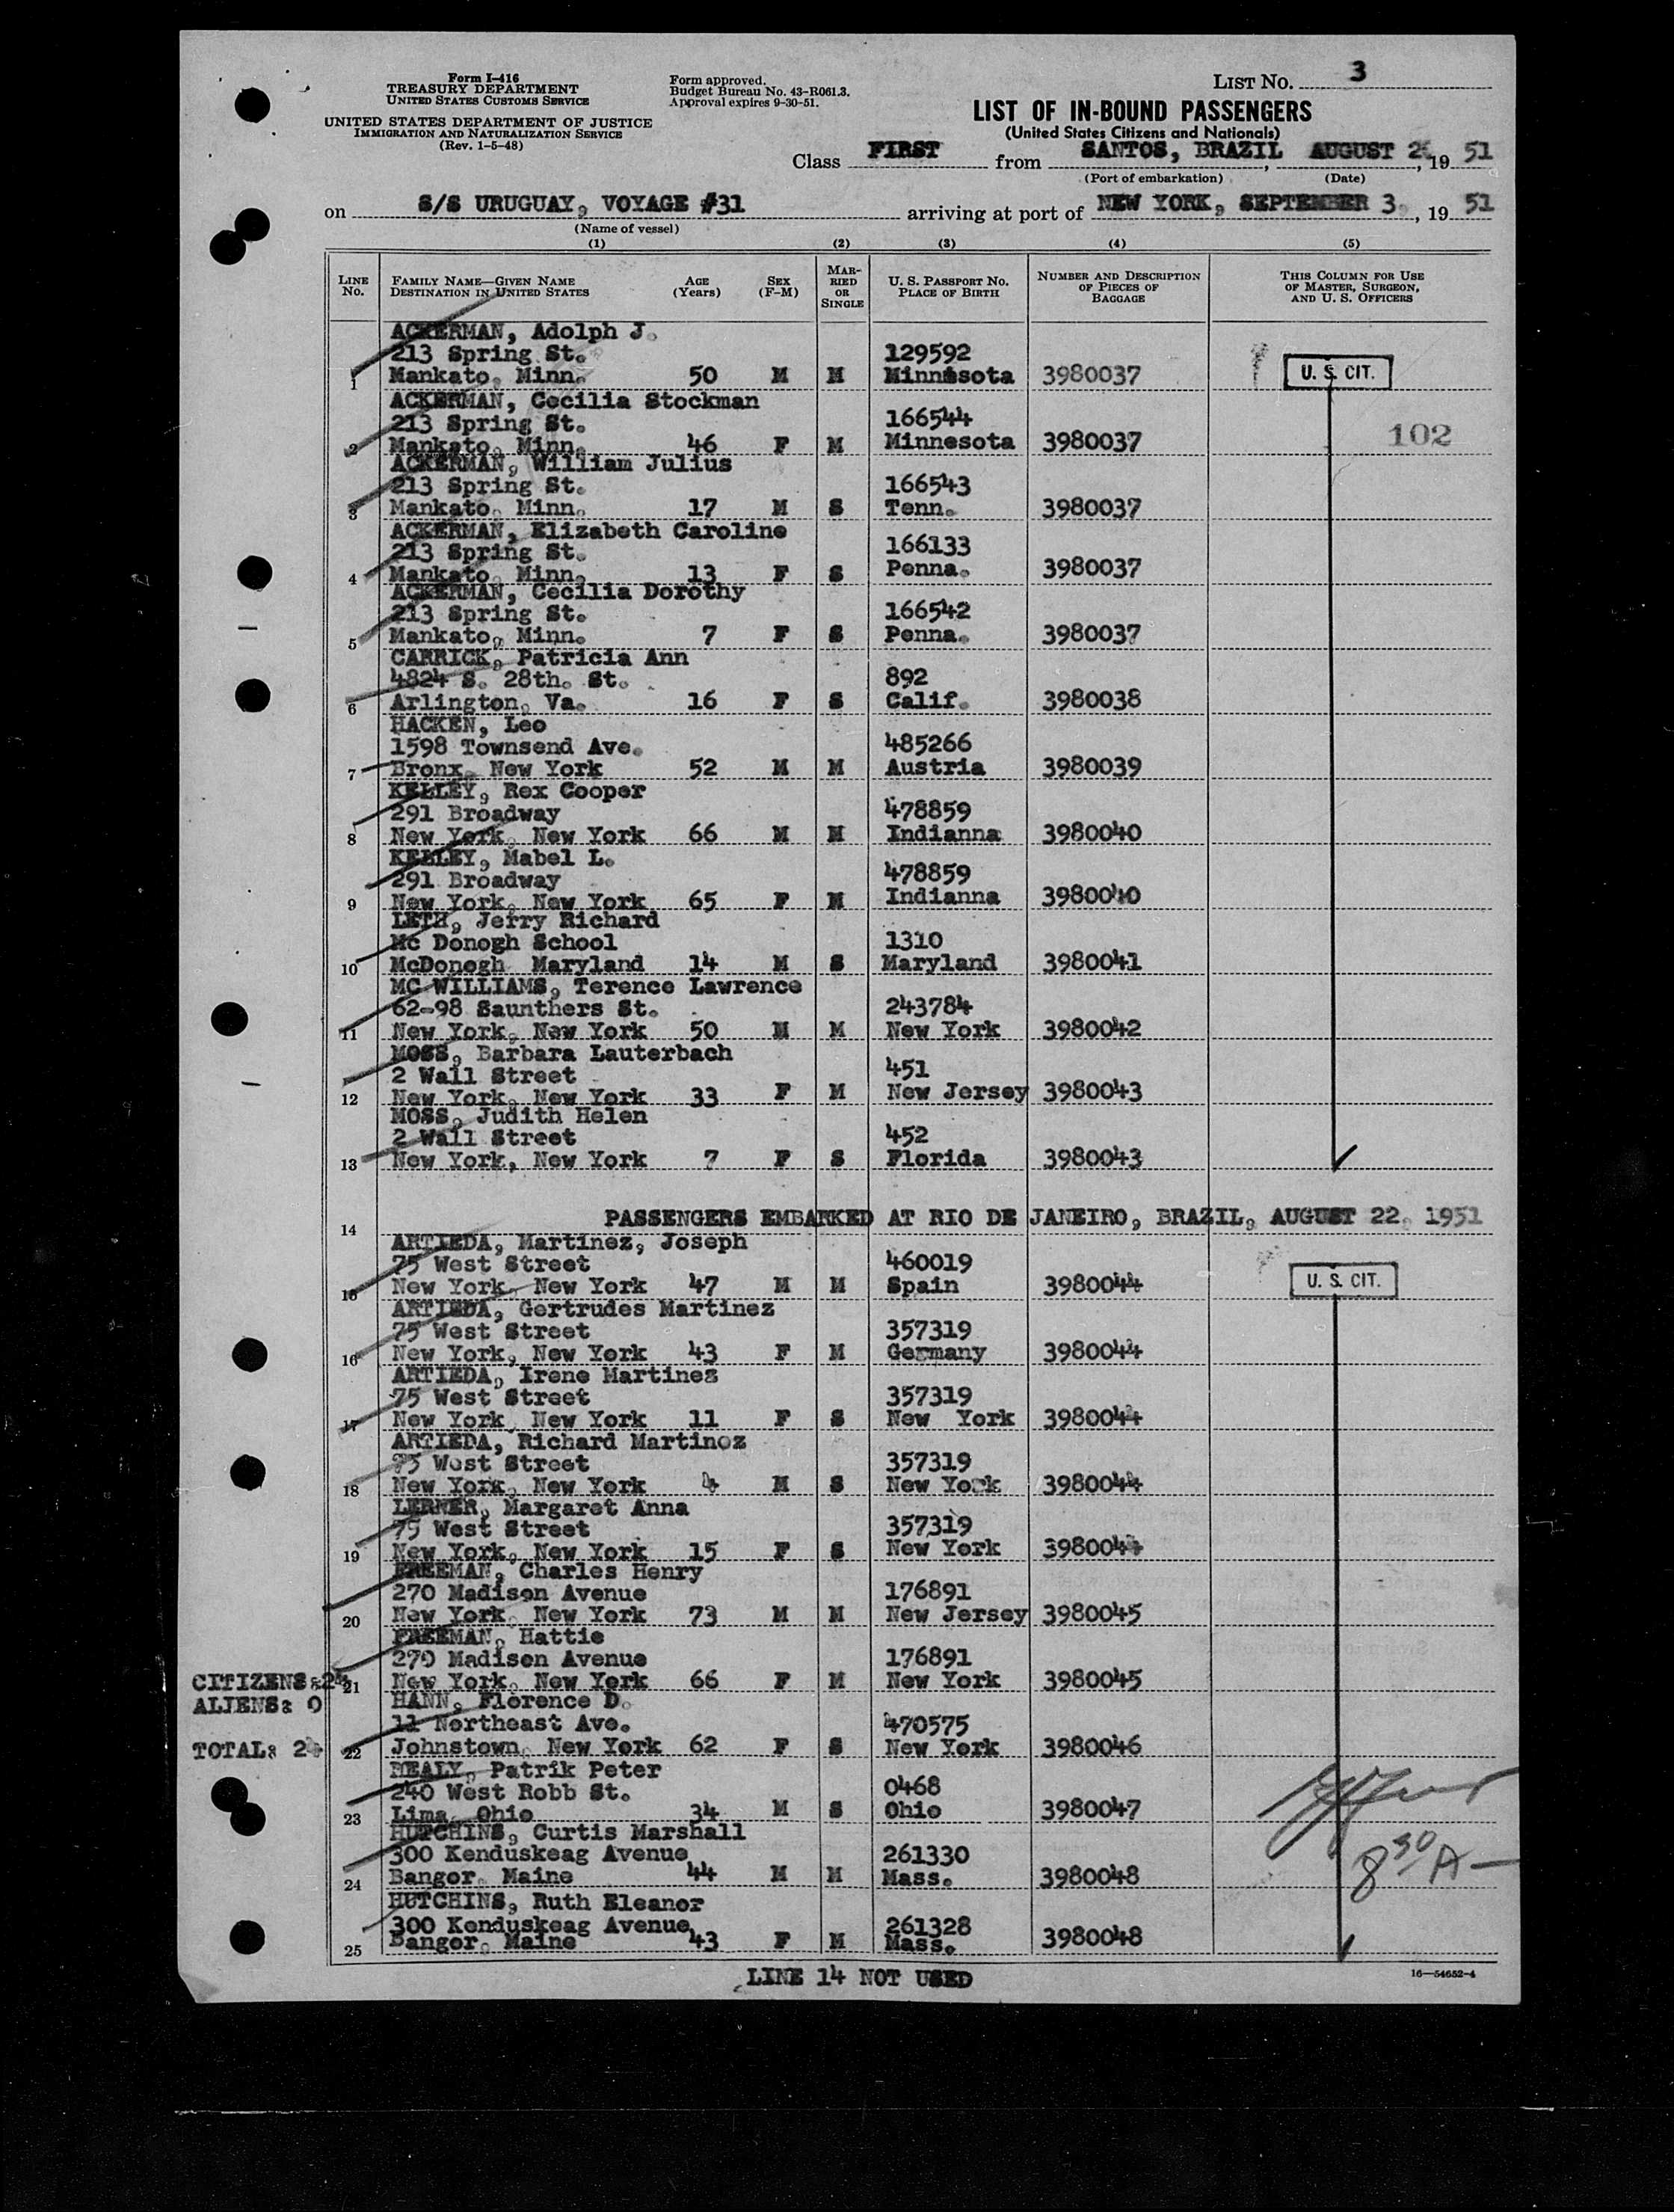 Form I-416
TREASURY DEPARTMENT
UNITED STATES CUSTOMS SERVICE
UNITED STATES DEPARTMENT OF JUSTICE
IMMIGRATION AND NATURALIZATION SERVICE
(Rev. 1-5-48)
Form approved.
Budget Bureau No. 43-R061.3.
Approval expires 9-30-51.
LIST NO. 3
LIST OF IN-BOUND PASSENGERS
(United States Citizens and Nationals)
Class FIRST from SANTOS, BRAZIL, AUGUST, 19 51
(Port of embarkation) (Date)
on S/S URUGUAY, VOYAGE #31 arriving at port of NEW YORK, SEPTEMBER 3, 19 51
(Name of vessel)
(1) (2) (3) (4) (5)
LINE NO. FAMILY NAME—GIVEN NAME DESTINATION IN UNITED STATES AGE (Years) SEX (F-M) MARRIED OR SINGLE U. S. PASSPORT NO. PLACE OF BIRTH NUMBER AND DESCRIPTION OF PIECES OF BAGGAGE THIS COLUMN FOR USE OF MASTER, SURGEON, AND U. S. OFFICERS
ACKERMAN, Adolph J.
213 Spring St. 129592
1 Mankato, Minn. 50 M M Minnesota 3980037 U. S. CIT.
ACKERMAN, Cecilia Stockman
213 Spring St. 166544
2 Mankato, Minn. 46 F M Minnesota 3980037 102
ACKERMAN, William Julius
213 Spring St. 166543
3 Mankato, Minn. 17 M S Tenn. 3980037
ACKERMAN, Elizabeth Caroline
213 Spring St. 166133
4 Mankato, Minn. 13 F S Penna. 3980037
ACKERMAN, Cecilia Dorothy
213 Spring St. 166542
5 Mankato, Minn. 7 F S Penna. 3980037
CARRICK, Patricia Ann
4824 S. 28th. St. 892
6 Arlington, Va. 16 F S Calif. 3980038
HACKEN, Leo
1598 Townsend Ave. 485266
7 Bronx, New York 52 M M Austria 3980039
KELLEY, Rex Cooper
291 Broadway 478859
8 New York, New York 66 M M Indianna 3980040
KELLEY, Mabel L.
291 Broadway 478859
9 New York, New York 65 F M Indianna 3980040
LETH, Jerry Richard
Mc Donogh School 1310
10 McDonogh Maryland 14 M S Maryland 3980041
MC WILLIAMS, Terence Lawrence
62-98 Saunthers St. 243784
11 New York, New York 50 M M New York 3980042
MOSS, Barbara Lauterbach
2 Wall Street 451
12 New York, New York 33 F M New Jersey 3980043
MOSS, Judith Helen
2 Wall Street 452
13 New York, New York 7 F S Florida 3980043
14 PASSENGERS EMBARKED AT RIO DE JANEIRO, BRAZIL, AUGUST 22, 1951
ARTIEDA, Martinez, Joseph
75 West Street 460019
15 New York, New York 47 M M Spain 3980044 U. S. CIT.
ARTIEDA, Gertrudes Martinez
75 West Street 357319
16 New York, New York 43 F M Germany 3980044
ARTIEDA, Irene Martinez
75 West Street 357319
17 New York, New York 11 F S New York 3980044
ARTIEDA, Richard Martinez
75 West Street 357319
18 New York, New York 4 M S New York 3980044
LERNER, Margaret Anna
75 West Street 357319
19 New York, New York 15 F S New York 3980044
FREEMAN, Charles Henry
270 Madison Avenue 176891
20 New York, New York 73 M M New Jersey 3980045
FREEMAN, Hattie
270 Madison Avenue 176891
CITIZENS: 24 21 New York, New York 66 F M New York 3980045
ALIENS: 0 HANN, Florence D.
11 Northeast Ave. 470575
TOTAL: 24 22 Johnstown, New York 62 F S New York 3980046
HEALY, Patrik Peter
240 West Robb St. 0468
23 Lima, Ohio 34 M S Ohio 3980047
HUTCHINS, Curtis Marshall
300 Kenduskeag Avenue 261330
24 Bangor, Maine 44 M M Mass. 3980048 8 30 A-
HUTCHINS, Ruth Eleanor
300 Kenduskeag Avenue 261328
25 Bangor, Maine 43 F M Mass. 3980048
LINE 14 NOT USED
16—54652-4